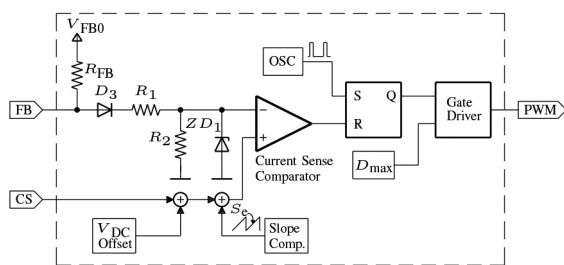 V_FB0
R_FB
OSC
FB
D_3
R_1
S Q
R
Gate
Driver
PWM
R_2
ZD_1
−
+
Current Sense
Comparator
D_max
CS
+
+
V_DC
Offset
S_e
Slope
Comp.